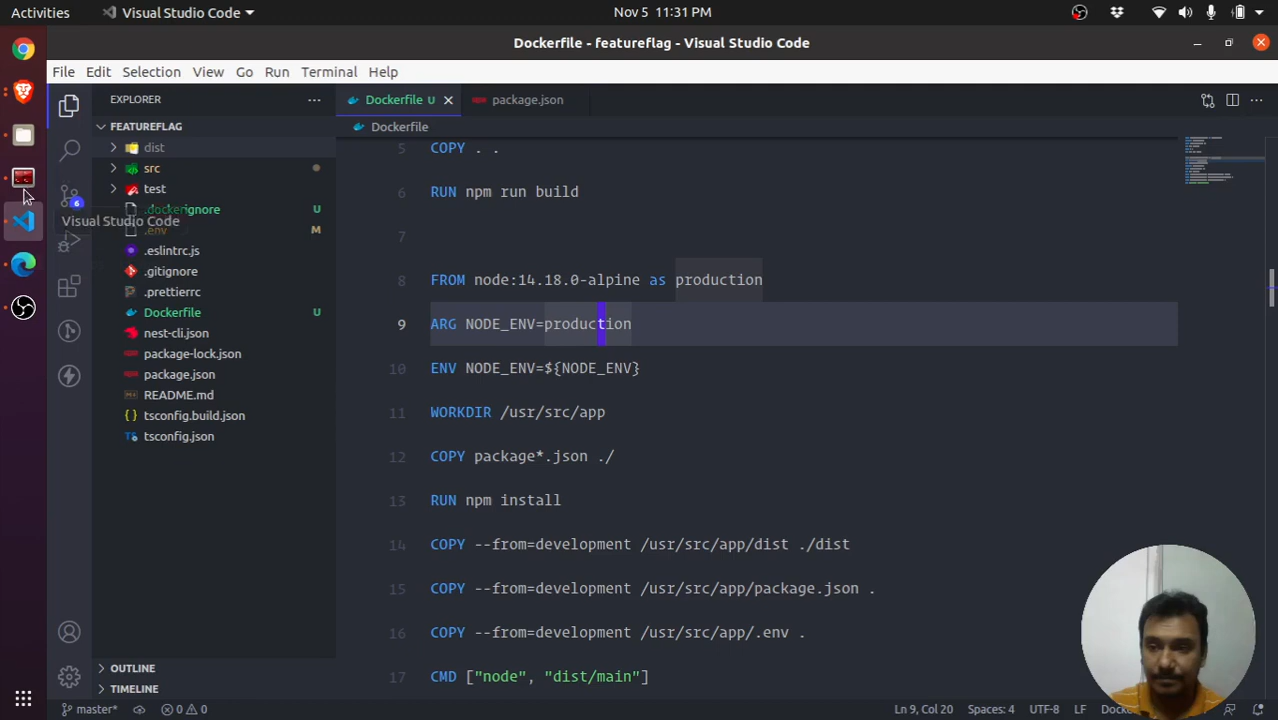 Activities
Visual Studio Code
Nov 5 11:31 PM
Dockerfile - featureflag - Visual Studio Code
File Edit Selection View Go Run Terminal Help
EXPLORER
FEATUREFLAG
dist
src
test
.dockerignore U
.env M
.eslintrc.js
.gitignore
.prettierrc
Dockerfile U
nest-cli.json
package-lock.json
package.json
README.md
tsconfig.build.json
tsconfig.json
OUTLINE
TIMELINE
6
Visual Studio Code
Dockerfile U
package.json
Dockerfile
5 COPY . .
6 RUN npm run build
7
8 FROM node:14.18.0-alpine as production
9 ARG NODE_ENV=production
10 ENV NODE_ENV=${NODE_ENV}
11 WORKDIR /usr/src/app
12 COPY package*.json ./
13 RUN npm install
14 COPY --from=development /usr/src/app/dist ./dist
15 COPY --from=development /usr/src/app/package.json .
16 COPY --from=development /usr/src/app/.env .
17 CMD ["node", "dist/main"]
master* 0 0 Ln 9, Col 20 Spaces: 4 UTF-8 LF